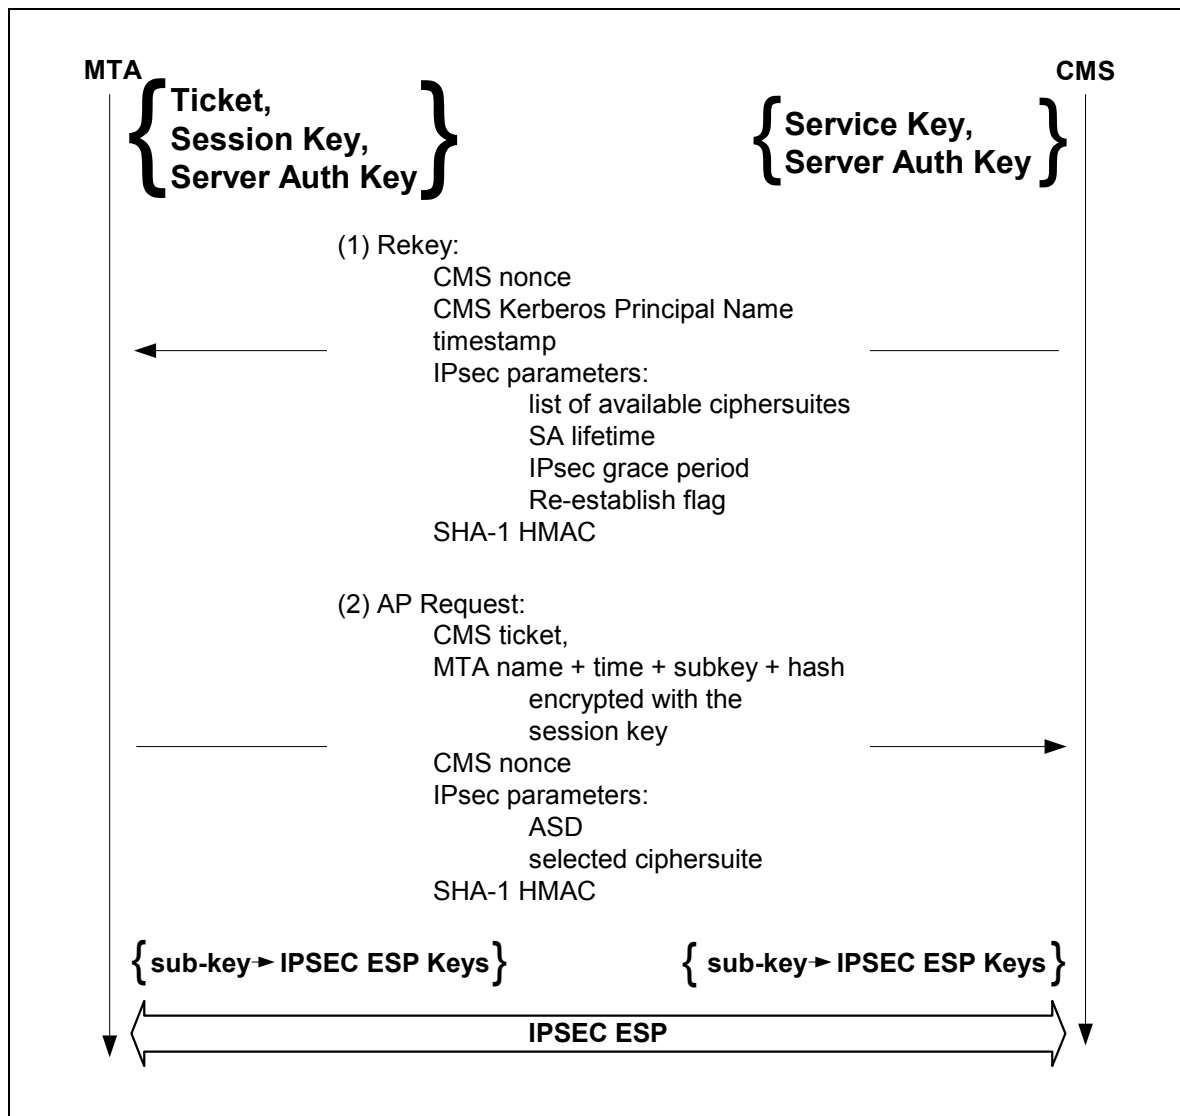 MTA
CMS
Ticket,
Session Key,
Server Auth Key
Service Key,
Server Auth Key
(1) Rekey:
CMS nonce
CMS Kerberos Principal Name
timestamp
IPsec parameters:
list of available ciphersuites
SA lifetime
IPsec grace period
Re-establish flag
SHA-1 HMAC
(2) AP Request:
CMS ticket,
MTA name + time + subkey + hash
encrypted with the
session key
CMS nonce
IPsec parameters:
ASD
selected ciphersuite
SHA-1 HMAC
{ sub-key → IPSEC ESP Keys }
{ sub-key → IPSEC ESP Keys }
IPSEC ESP